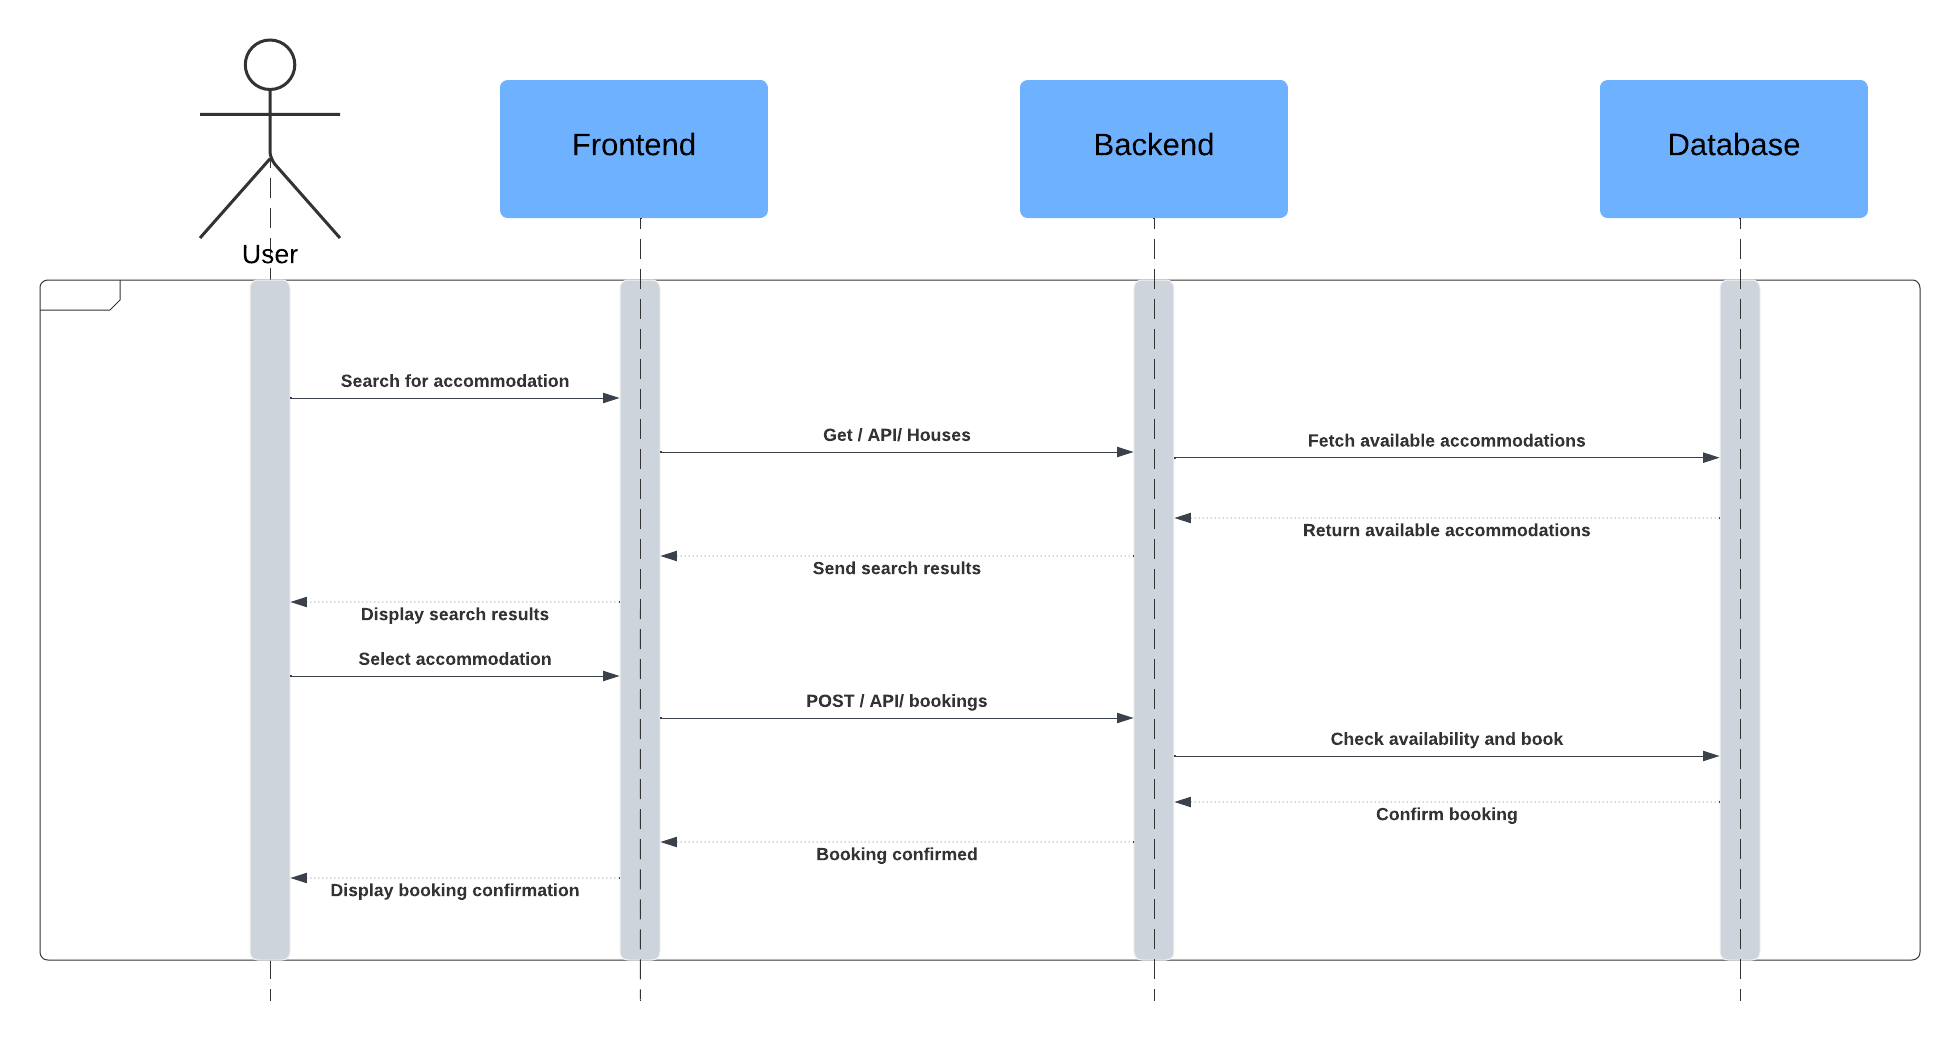 Frontend
Backend
Database
User
Search for accommodation
Get / API/ Houses
Fetch available accommodations
Return available accommodations
Send search results
Display search results
Select accommodation
POST / API/ bookings
Check availability and book
Confirm booking
Booking confirmed
Display booking confirmation